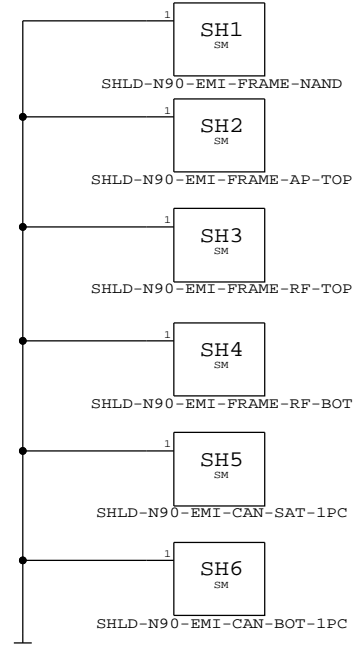 1
SH1
SM
SHLD-N90-EMI-FRAME-NAND
1
SH2
SM
SHLD-N90-EMI-FRAME-AP-TOP
1
SH3
SM
SHLD-N90-EMI-FRAME-RF-TOP
1
SH4
SM
SHLD-N90-EMI-FRAME-RF-BOT
1
SH5
SM
SHLD-N90-EMI-CAN-SAT-1PC
1
SH6
SM
SHLD-N90-EMI-CAN-BOT-1PC